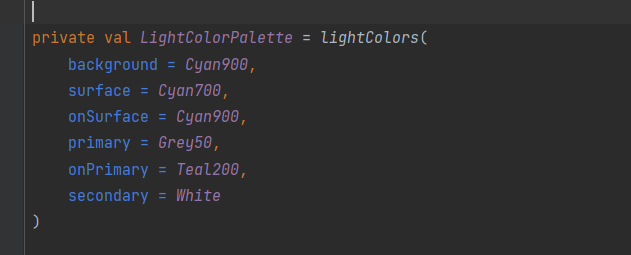 private val LightColorPalette = lightColors(
background = Cyan900,
surface = Cyan700,
onSurface = Cyan900,
primary = Grey50,
onPrimary = Teal200,
secondary = White
)